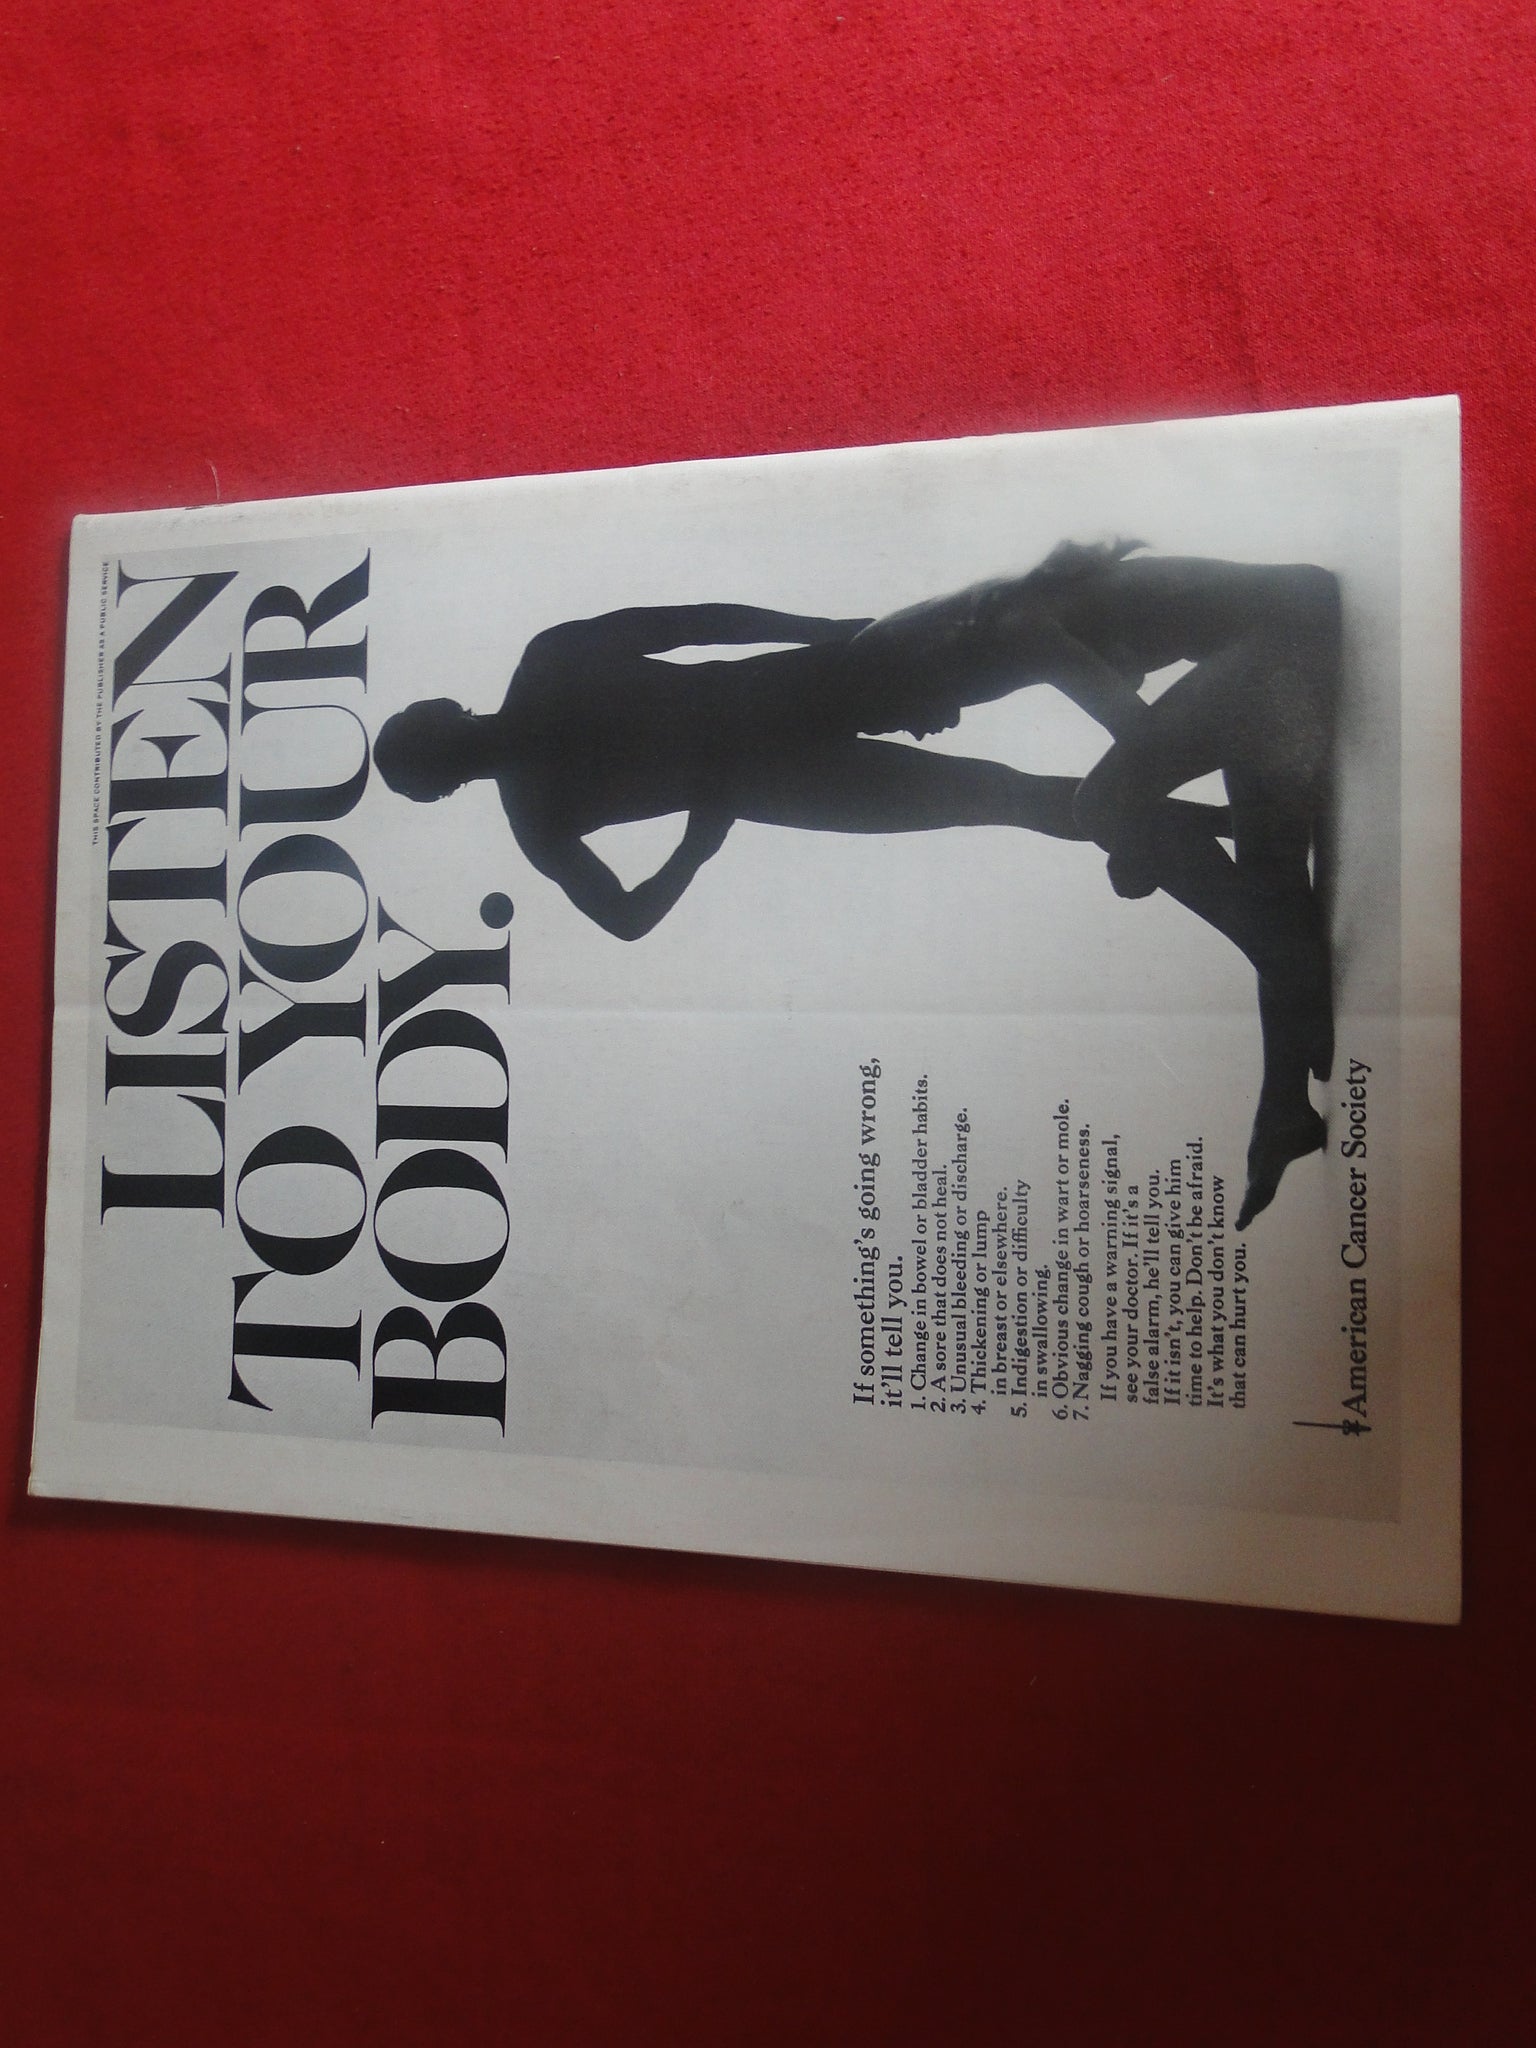 THIS SPACE CONTRIBUTED BY THE PUBLISHER AS A PUBLIC SERVICE
LISTEN
TO YOUR
BODY.
If something's going wrong,
it'll tell you.
1. Change in bowel or bladder habits.
2. A sore that does not heal.
3. Unusual bleeding or discharge.
4. Thickening or lump
in breast or elsewhere.
5. Indigestion or difficulty
in swallowing.
6. Obvious change in wart or mole.
7. Nagging cough or hoarseness.
If you have a warning signal,
see your doctor. If it's a
false alarm, he'll tell you.
If it isn't, you can give him
time to help. Don't be afraid.
It's what you don't know
that can hurt you.
American Cancer Society